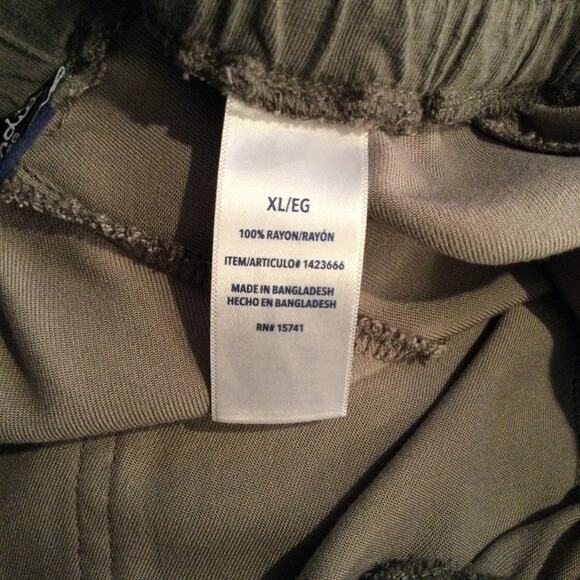 XL/EG
100% RAYON/RAYÓN
ITEM/ARTICULO# 1423666
MADE IN BANGLADESH
HECHO EN BANGLADESH
RN# 15741